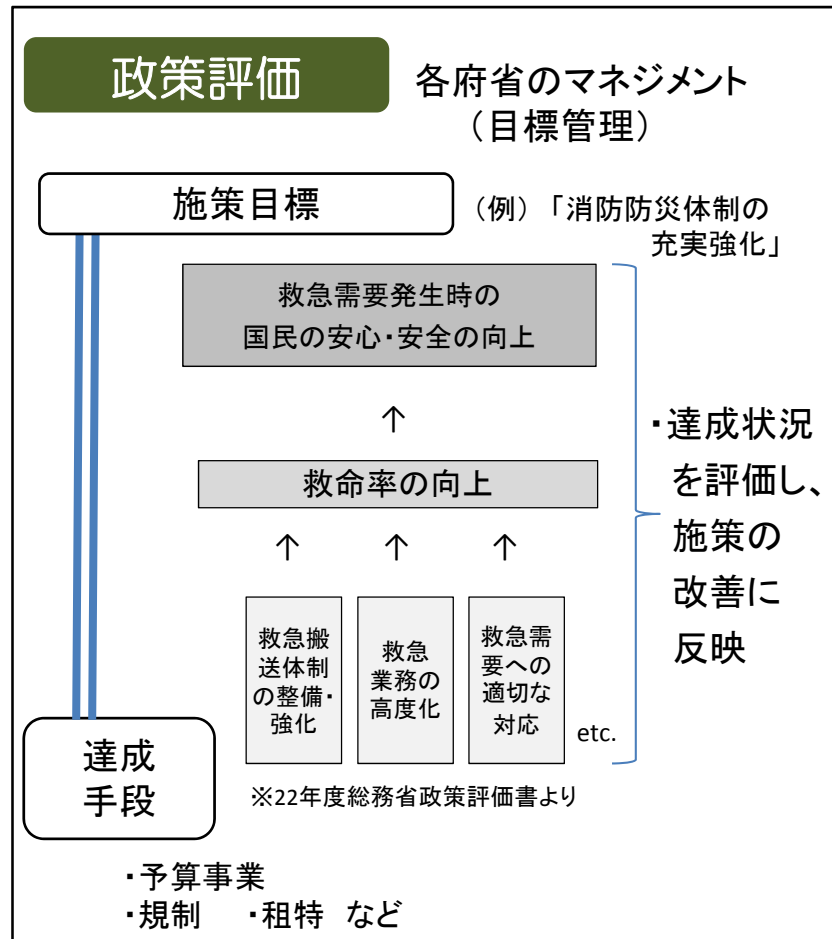 政策評価
各府省のマネジメント
（目標管理）
施策目標
（例）「消防防災体制の
充実強化」
救急需要発生時の
国民の安心・安全の向上
↑
救命率の向上
↑ ↑ ↑
救急搬
送体制
の整備・
強化
救急
業務の
高度化
救急需
要への
適切な
対応
etc.
・達成状況
を評価し、
施策の
改善に
反映
達成
手段
※22年度総務省政策評価書より
・予算事業
・規制 ・租特 など